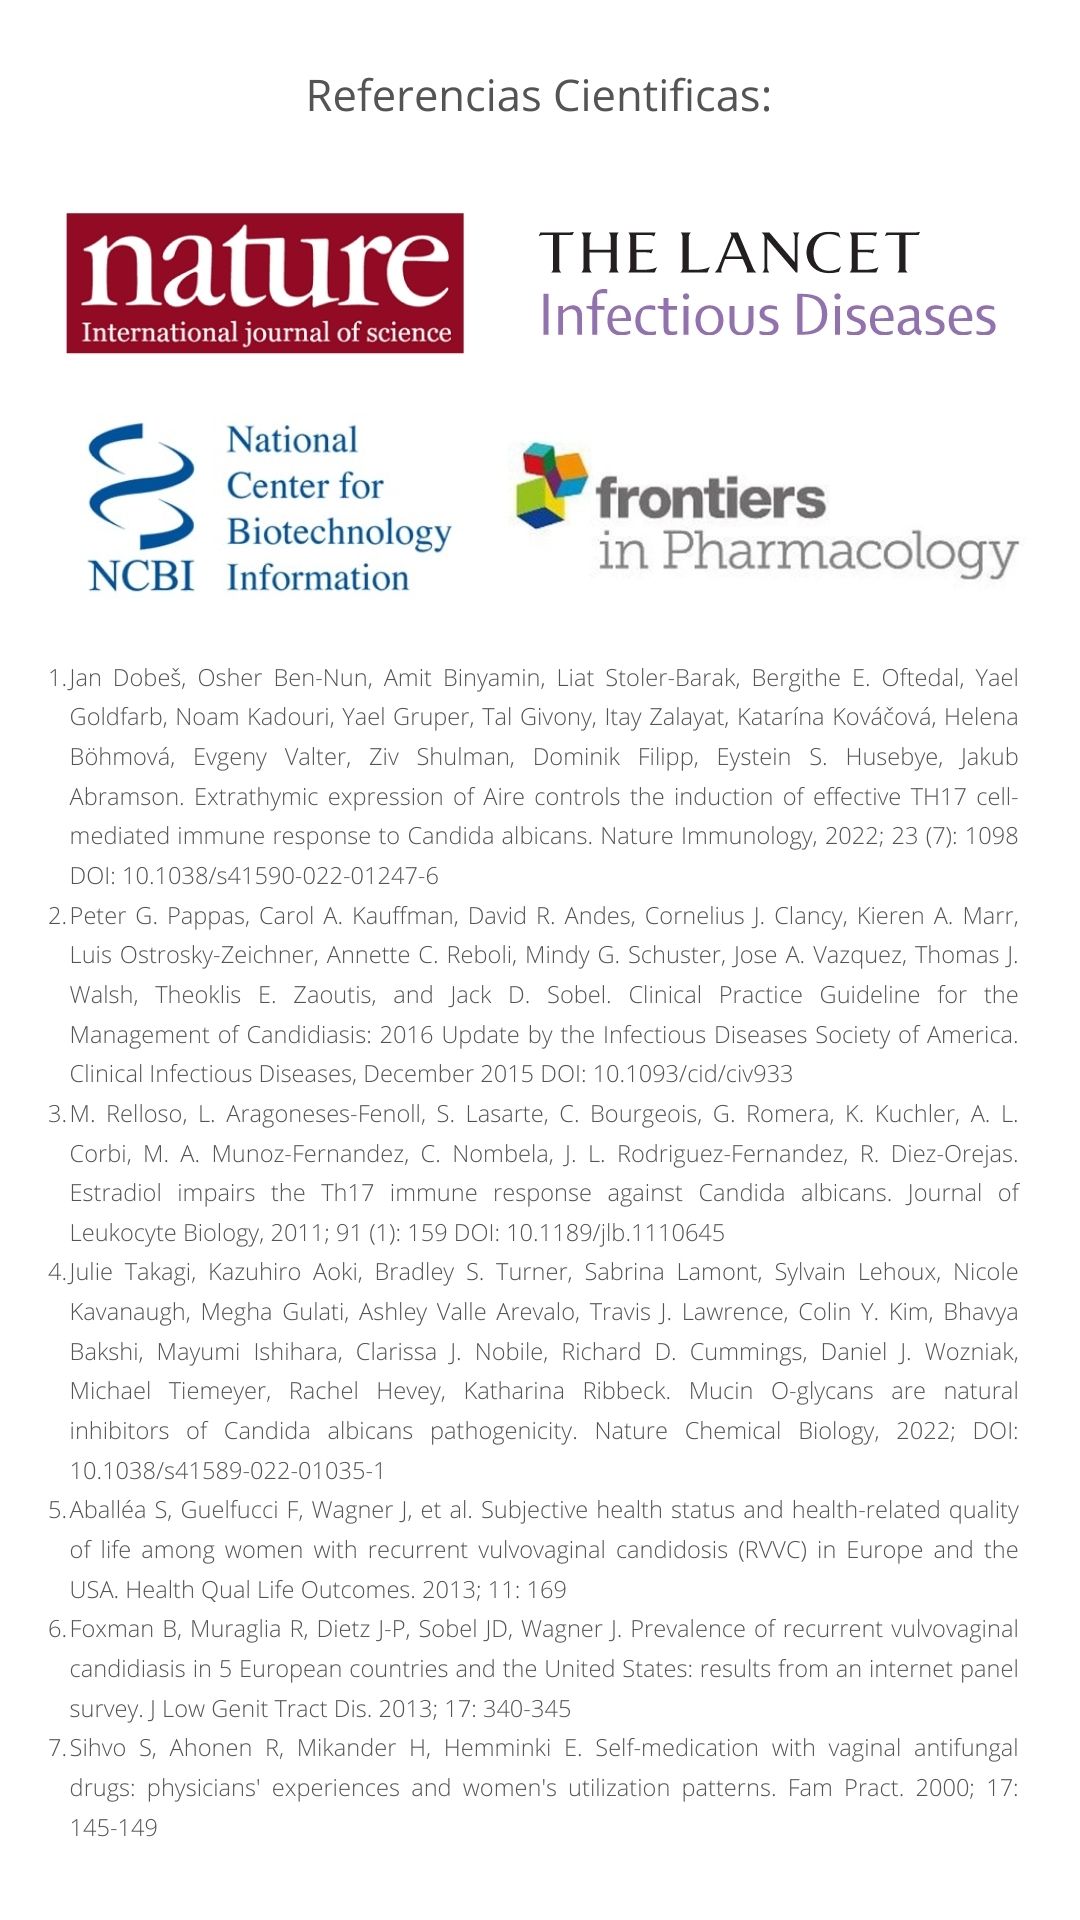 Referencias Cientificas:
nature
International journal of science
THE LANCET
Infectious Diseases
NCBI
National
Center for
Biotechnology
Information
frontiers
in Pharmacology
1. Jan Dobeš, Osher Ben-Nun, Amit Binyamin, Liat Stoler-Barak, Bergithe E. Oftedal, Yael
Goldfarb, Noam Kadouri, Yael Gruper, Tal Givony, Itay Zalayat, Katarína Kováčová, Helena
Böhmová, Evgeny Valter, Ziv Shulman, Dominik Filipp, Eystein S. Husebye, Jakub
Abramson. Extrathymic expression of Aire controls the induction of effective TH17 cell-
mediated immune response to Candida albicans. Nature Immunology, 2022; 23 (7): 1098
DOI: 10.1038/s41590-022-01247-6
2. Peter G. Pappas, Carol A. Kauffman, David R. Andes, Cornelius J. Clancy, Kieren A. Marr,
Luis Ostrosky-Zeichner, Annette C. Reboli, Mindy G. Schuster, Jose A. Vazquez, Thomas J.
Walsh, Theoklis E. Zaoutis, and Jack D. Sobel. Clinical Practice Guideline for the
Management of Candidiasis: 2016 Update by the Infectious Diseases Society of America.
Clinical Infectious Diseases, December 2015 DOI: 10.1093/cid/civ933
3. M. Relloso, L. Aragoneses-Fenoll, S. Lasarte, C. Bourgeois, G. Romera, K. Kuchler, A. L.
Corbi, M. A. Munoz-Fernandez, C. Nombela, J. L. Rodriguez-Fernandez, R. Diez-Orejas.
Estradiol impairs the Th17 immune response against Candida albicans. Journal of
Leukocyte Biology, 2011; 91 (1): 159 DOI: 10.1189/jlb.1110645
4. Julie Takagi, Kazuhiro Aoki, Bradley S. Turner, Sabrina Lamont, Sylvain Lehoux, Nicole
Kavanaugh, Megha Gulati, Ashley Valle Arevalo, Travis J. Lawrence, Colin Y. Kim, Bhavya
Bakshi, Mayumi Ishihara, Clarissa J. Nobile, Richard D. Cummings, Daniel J. Wozniak,
Michael Tiemeyer, Rachel Hevey, Katharina Ribbeck. Mucin O-glycans are natural
inhibitors of Candida albicans pathogenicity. Nature Chemical Biology, 2022; DOI:
10.1038/s41589-022-01035-1
5. Aballéa S, Guelfucci F, Wagner J, et al. Subjective health status and health-related quality
of life among women with recurrent vulvovaginal candidosis (RVVC) in Europe and the
USA. Health Qual Life Outcomes. 2013; 11: 169
6. Foxman B, Muraglia R, Dietz J-P, Sobel JD, Wagner J. Prevalence of recurrent vulvovaginal
candidiasis in 5 European countries and the United States: results from an internet panel
survey. J Low Genit Tract Dis. 2013; 17: 340-345
7. Sihvo S, Ahonen R, Mikander H, Hemminki E. Self-medication with vaginal antifungal
drugs: physicians' experiences and women's utilization patterns. Fam Pract. 2000; 17:
145-149